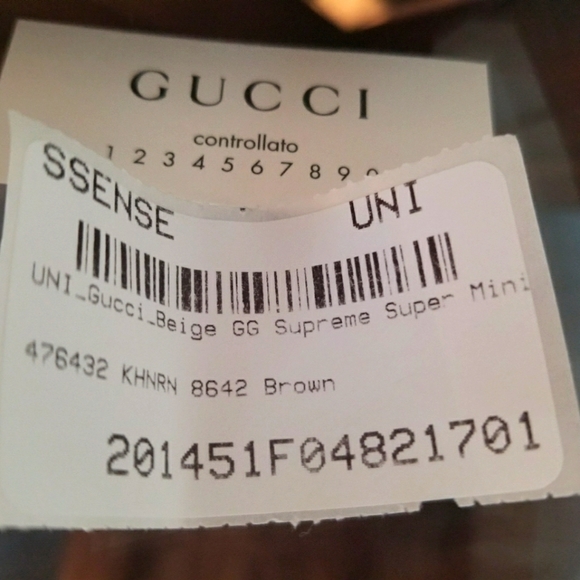 GUCCI
controllato
1 2 3 4 5 6 7 8 9 0
SSENSE UNI
UNI_Gucci_Beige GG Supreme Super Mini
476432 KHNRN 8642 Brown
201451F04821701